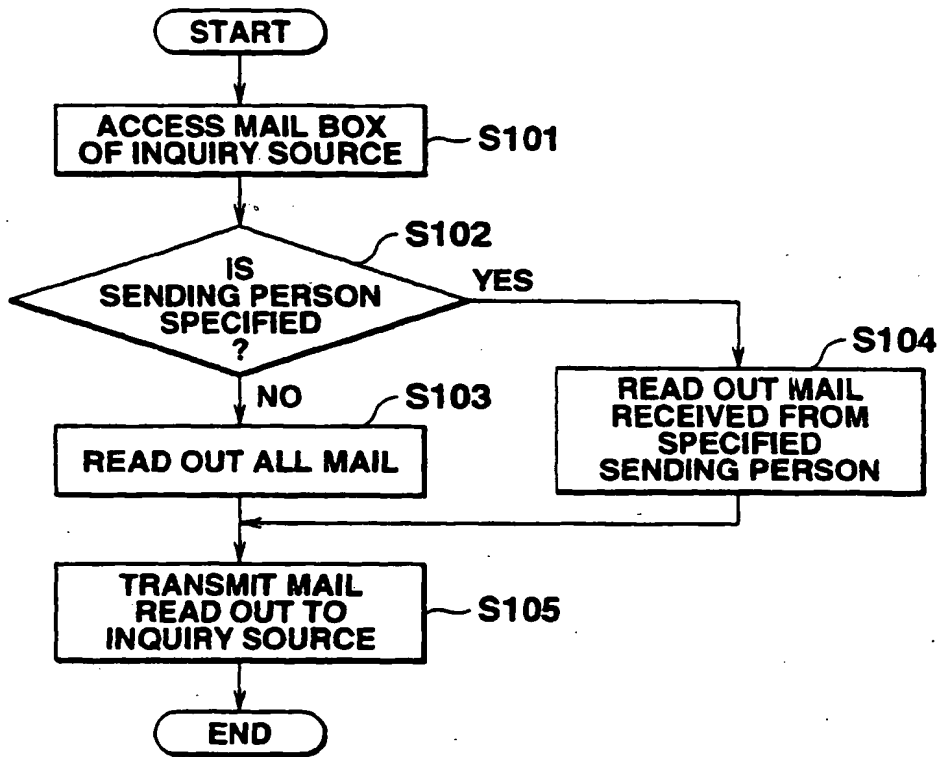 START
ACCESS MAIL BOX
OF INQUIRY SOURCE
S101
S102
IS
SENDING PERSON
SPECIFIED
?
YES
NO
S103
READ OUT ALL MAIL
S104
READ OUT MAIL
RECEIVED FROM
SPECIFIED
SENDING PERSON
TRANSMIT MAIL
READ OUT TO
INQUIRY SOURCE
S105
END